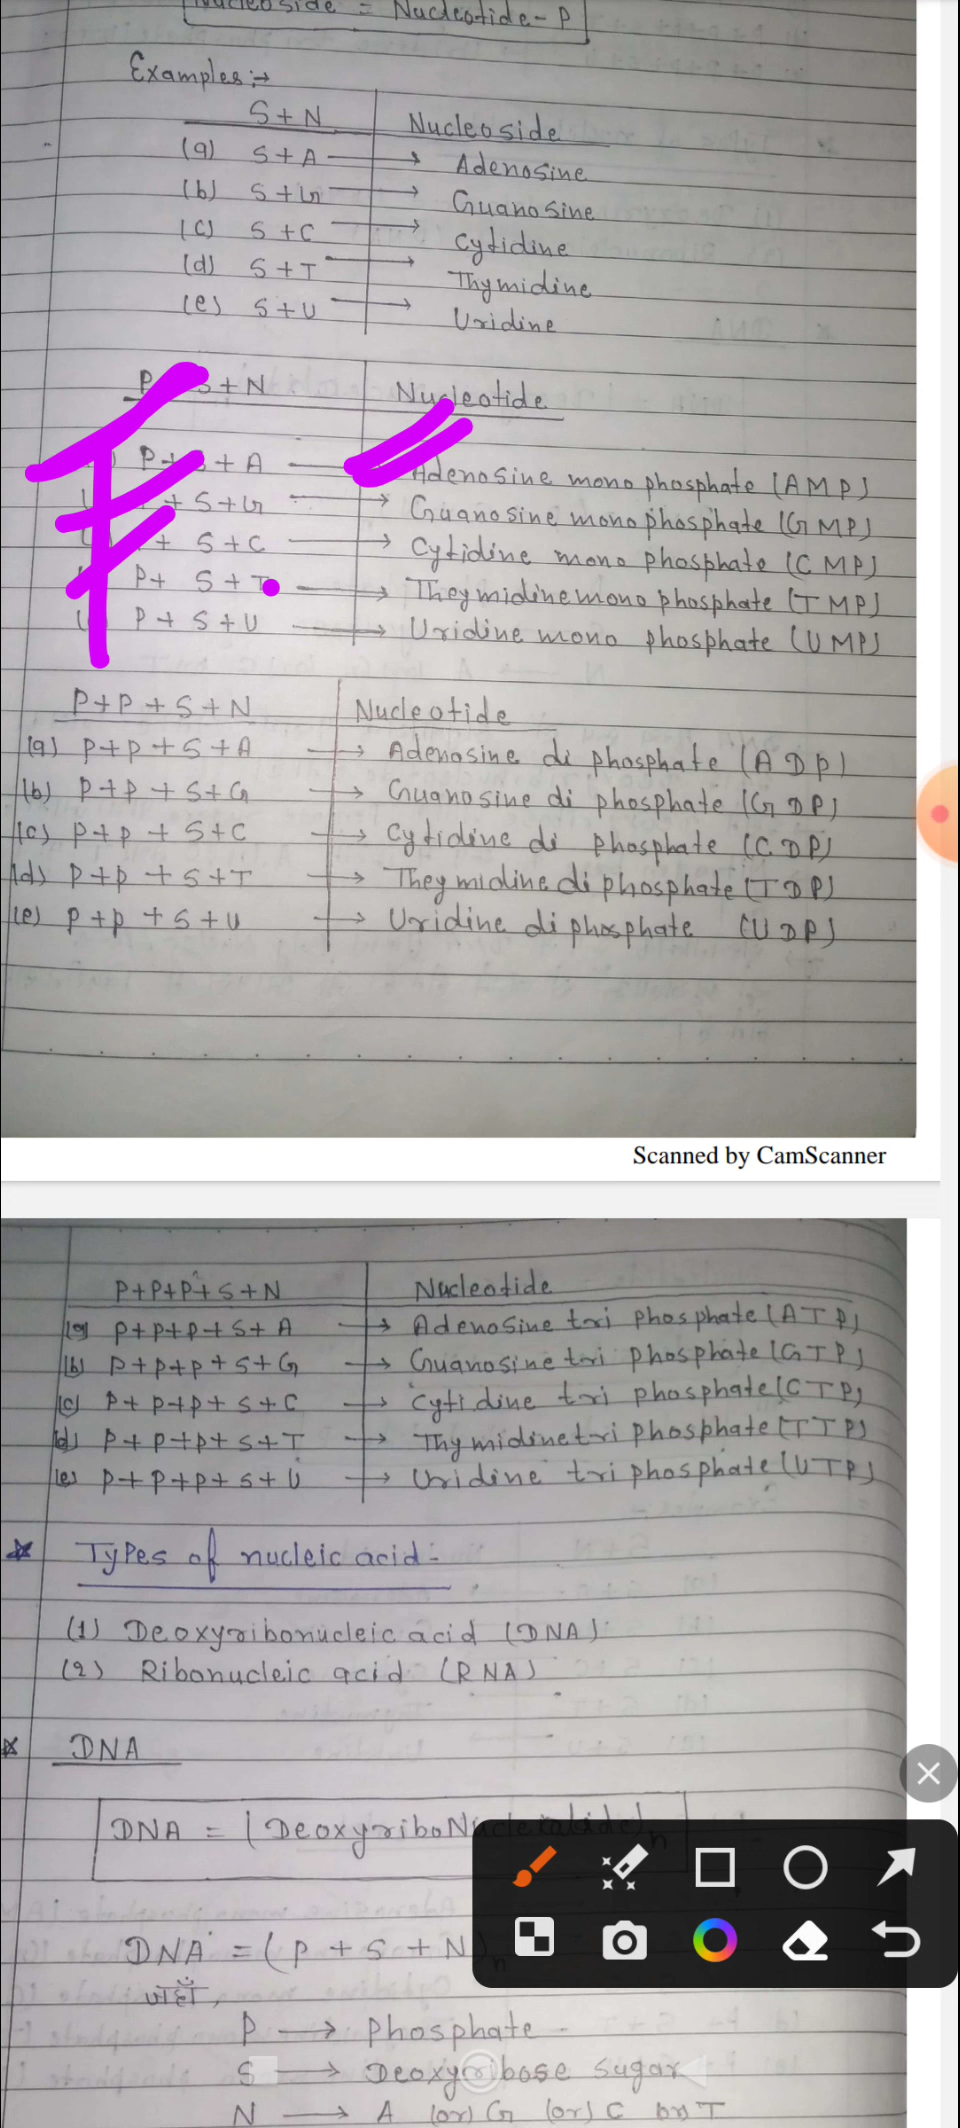 Nucleoside = Nucleotide - P
Examples :→
S+N Nucleoside
(a) S+A → Adenosine
(b) S+G → Guanosine
(C) S+C → Cytidine
(d) S+T → Thymidine
(e) S+U → Uridine
P S+N Nucleotide
P+S+A Adenosine mono phosphate (AMP)
+ S+G → Guanosine mono phosphate (GMP)
+ S+C → Cytidine mono phosphate (CMP)
P+ S+T → Theymidine mono phosphate (TMP)
P+ S+U → Uridine mono phosphate (UMP)
P+P+S+N Nucleotide
(a) P+P+S+A → Adenosine di phosphate (ADP)
(b) P+P+S+G → Guanosine di phosphate (GDP)
(c) P+P+S+C → Cytidine di phosphate (CDP)
(d) P+P+S+T → Theymidine di phosphate (TDP)
(e) P+P+S+U → Uridine di phosphate (UDP)
Scanned by CamScanner
P+P+P+S+N Nucleotide
(a) P+P+P+S+A → Adenosine tri phosphate (ATP)
(b) P+P+P+S+G → Guanosine tri phosphate (GTP)
(c) P+P+P+S+C → Cytidine tri phosphate (CTP)
(d) P+P+P+S+T → Thymidine tri phosphate (TTP)
(e) P+P+P+S+U → Uridine tri phosphate (UTP)
Types of nucleic acid -
(1) Deoxyribonucleic acid (DNA)
(2) Ribonucleic acid (RNA)
DNA
DNA = (Deoxyribo
DNA = (P + S + N)n
जहाँ,
P → Phosphate
S → Deoxyribose sugar
N → A (or) G (or) C (or) T